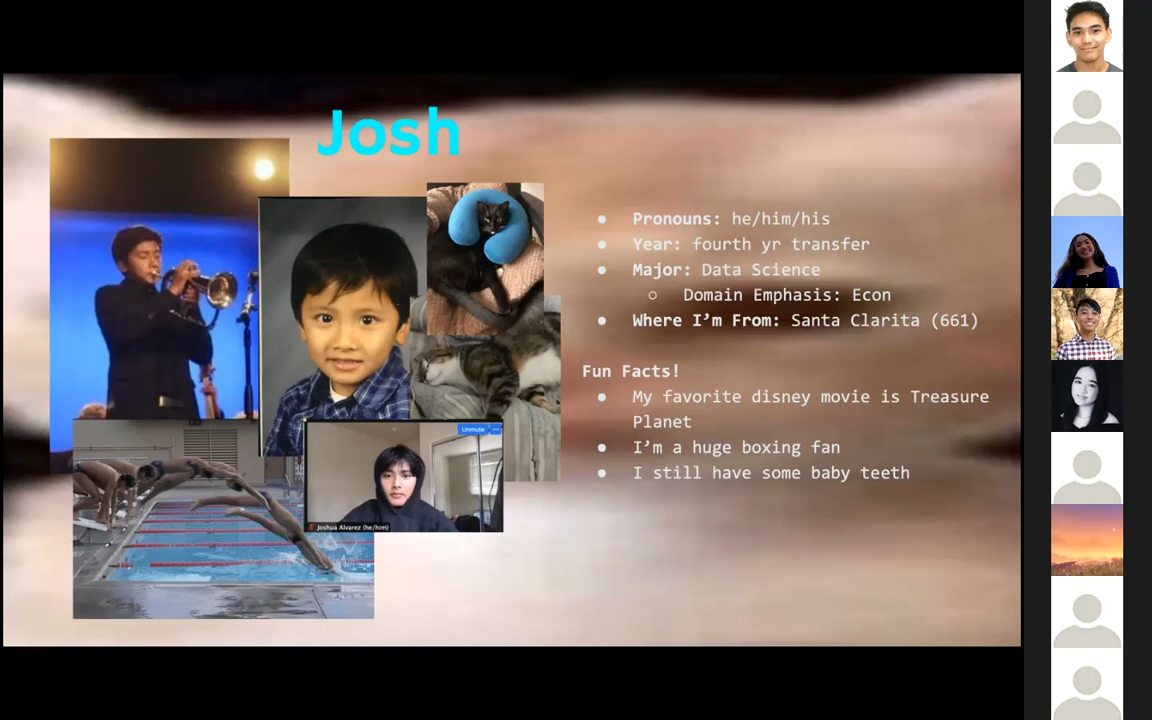 Josh
● Pronouns: he/him/his
● Year: fourth yr transfer
● Major: Data Science
○ Domain Emphasis: Econ
● Where I’m From: Santa Clarita (661)
Fun Facts!
● My favorite disney movie is Treasure
Planet
● I’m a huge boxing fan
● I still have some baby teeth
Unmute
Joshua Alvarez (he/him)